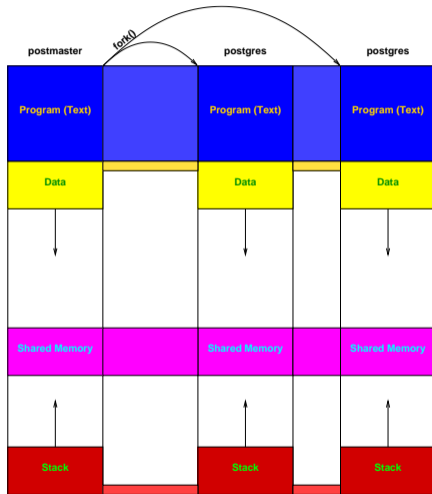 fork()
postmaster postgres postgres
Program (Text) Program (Text) Program (Text)
Data Data Data
Shared Memory Shared Memory Shared Memory
Stack Stack Stack